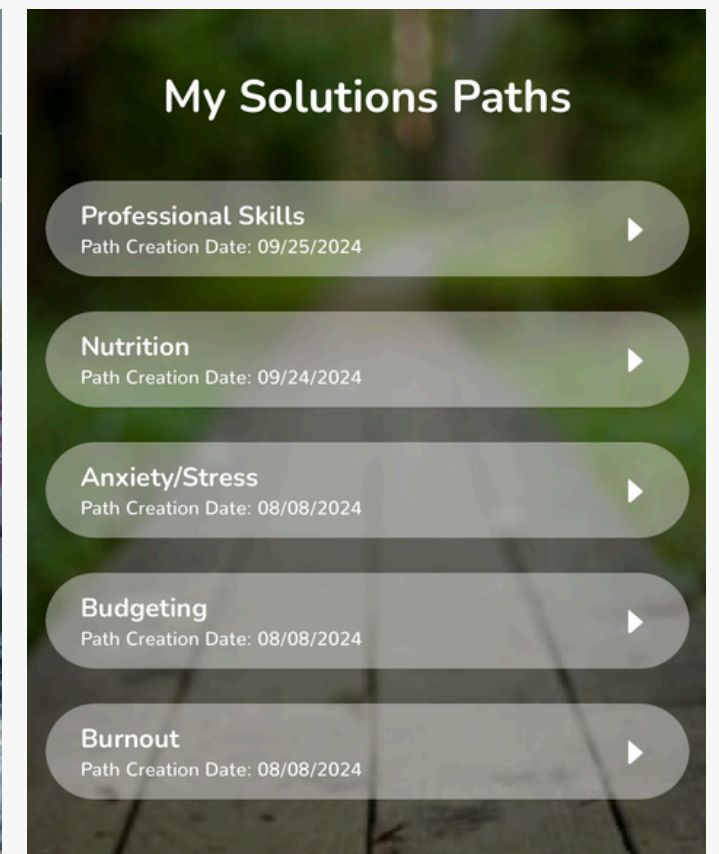 My Solutions Paths
Professional Skills
Path Creation Date: 09/25/2024
Nutrition
Path Creation Date: 09/24/2024
Anxiety/Stress
Path Creation Date: 08/08/2024
Budgeting
Path Creation Date: 08/08/2024
Burnout
Path Creation Date: 08/08/2024